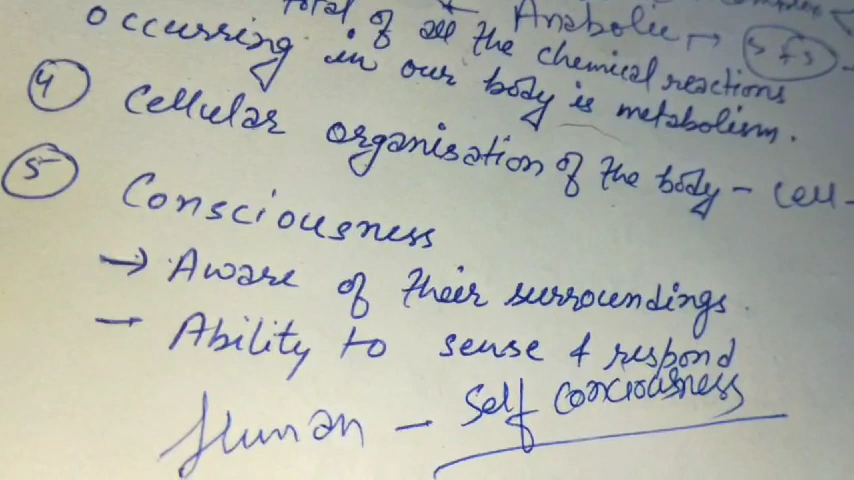 Anabolic →
total of all the chemical reactions
occurring in our body is metabolism.
④ Cellular organisation of the body - Cell-
⑤ Consciousness
→ Aware of their surroundings.
- Ability to sense & respond
Human - Self conciousness